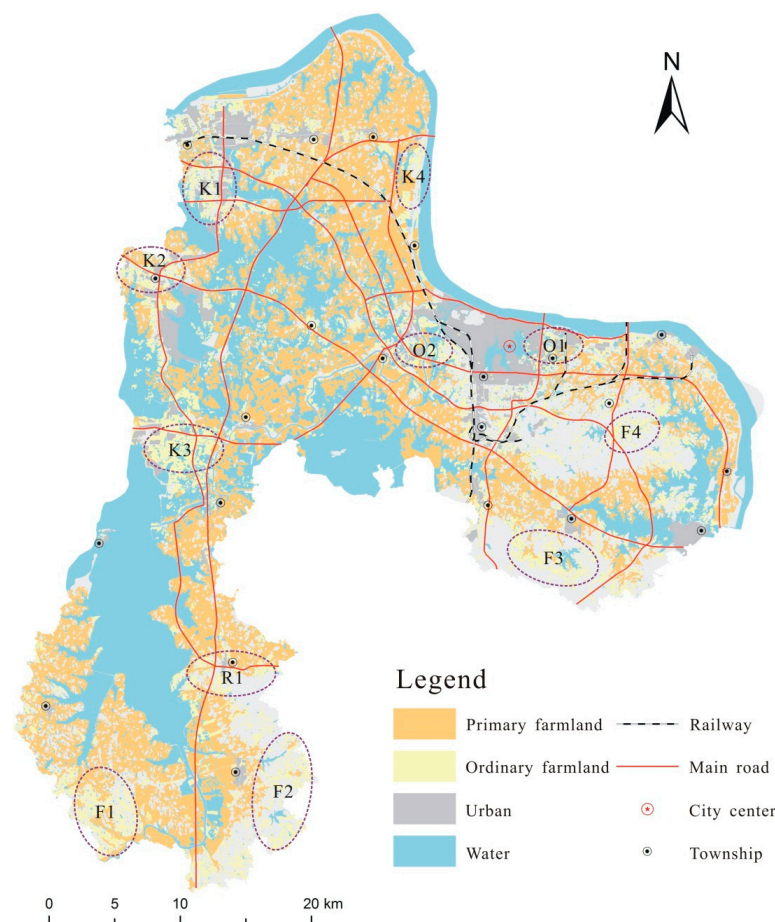 N
K1
K4
K2
O2
O1
K3
F4
F3
R1
F1
F2
Legend
Primary farmland
Railway
Ordinary farmland
Main road
Urban
City center
Water
Township
0 5 10 20 km